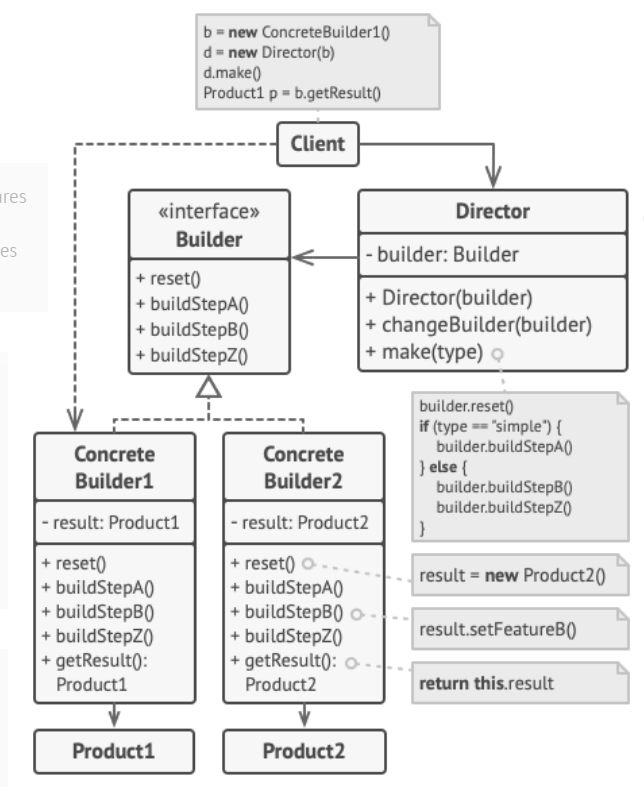 b = new ConcreteBuilder1()
d = new Director(b)
d.make()
Product1 p = b.getResult()
Client
«interface»
Builder
+ reset()
+ buildStepA()
+ buildStepB()
+ buildStepZ()
Director
- builder: Builder
+ Director(builder)
+ changeBuilder(builder)
+ make(type)
builder.reset()
if (type == "simple") {
builder.buildStepA()
} else {
builder.buildStepB()
builder.buildStepZ()
}
Concrete
Builder1
- result: Product1
+ reset()
+ buildStepA()
+ buildStepB()
+ buildStepZ()
+ getResult():
Product1
Concrete
Builder2
- result: Product2
+ reset()
+ buildStepA()
+ buildStepB()
+ buildStepZ()
+ getResult():
Product2
result = new Product2()
result.setFeatureB()
return this.result
Product1
Product2